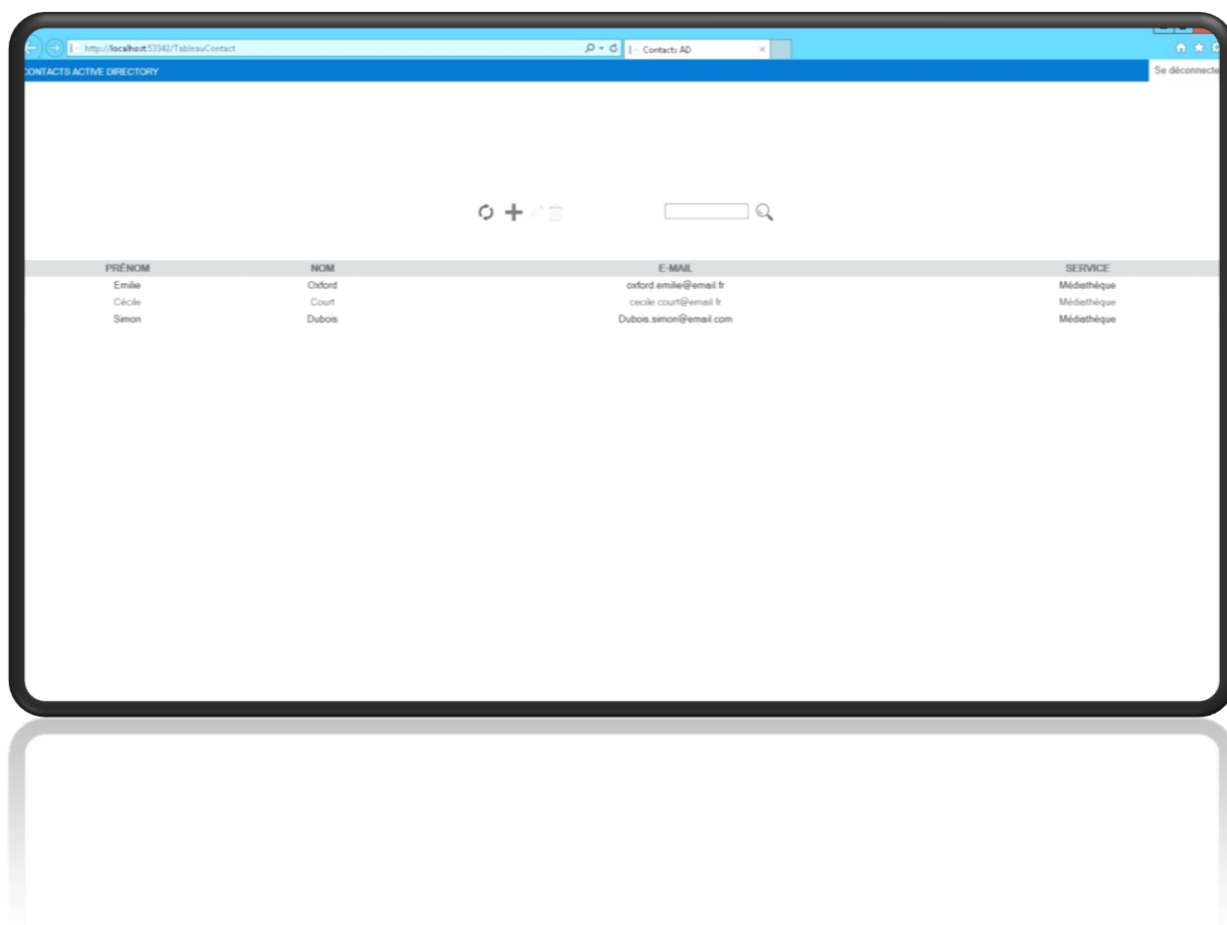 http://localhost:53342/TableauContact
Contacts AD
CONTACTS ACTIVE DIRECTORY
Se déconnecte
PRÉNOM NOM E-MAIL SERVICE
Emilie Oxford oxford.emilie@email.fr Médiathèque
Cécile Court cecile.court@email.fr Médiathèque
Simon Dubois Dubois.simon@email.com Médiathèque